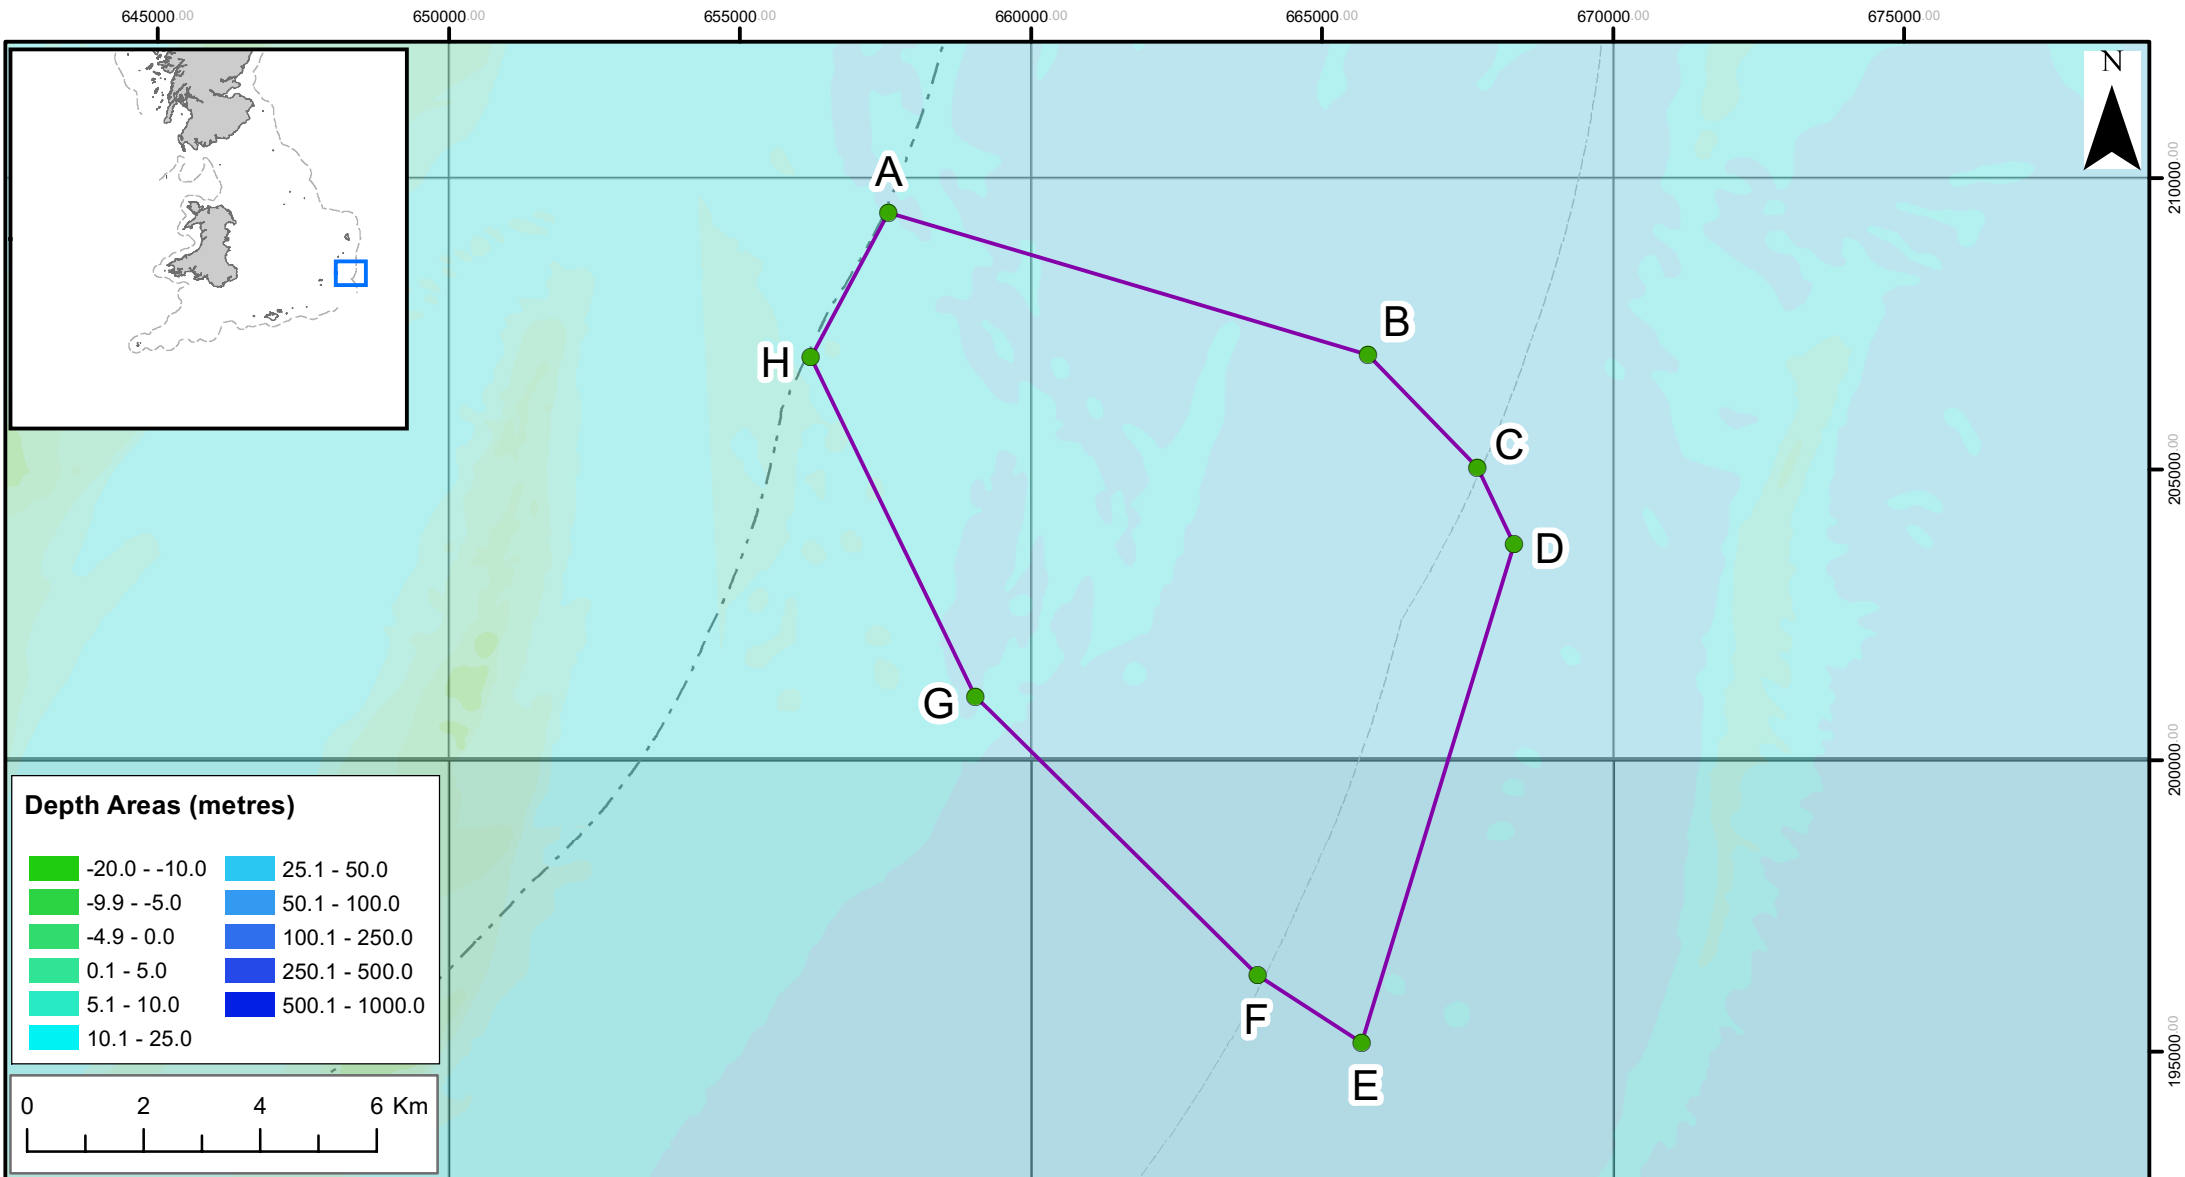 645000.00 650000.00 655000.00 660000.00 665000.00 670000.00 675000.00
N
210000.00
205000.00
200000.00
195000.00
A
B
C
D
E
F
G
H
Depth Areas (metres)
-20.0 - -10.0
-9.9 - -5.0
-4.9 - 0.0
0.1 - 5.0
5.1 - 10.0
10.1 - 25.0
25.1 - 50.0
50.1 - 100.0
100.1 - 250.0
250.1 - 500.0
500.1 - 1000.0
0 2 4 6 Km